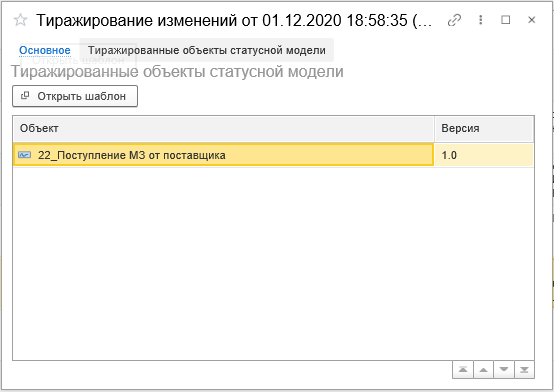 Тиражирование изменений от 01.12.2020 18:58:35 (...
Основное Тиражированные объекты статусной модели
Тиражированные объекты статусной модели
Открыть шаблон
Объект Версия
22_Поступление МЗ от поставщика 1.0